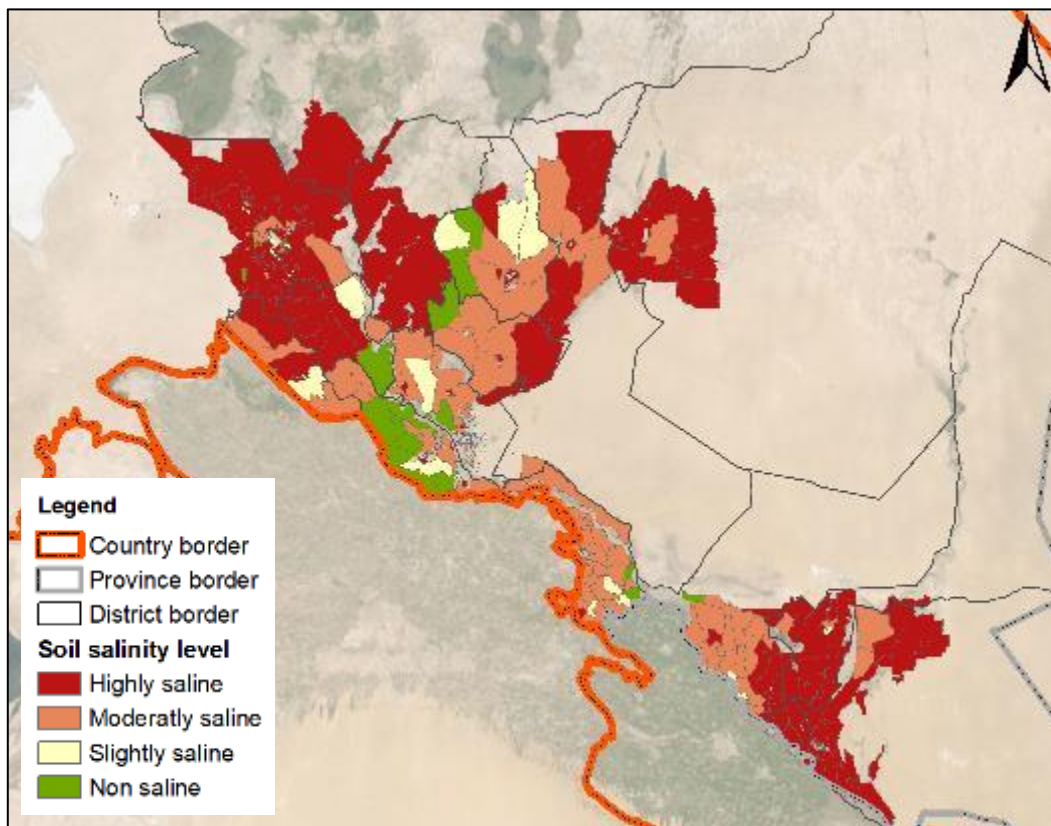 Legend
Country border
Province border
District border
Soil salinity level
Highly saline
Moderatly saline
Slightly saline
Non saline